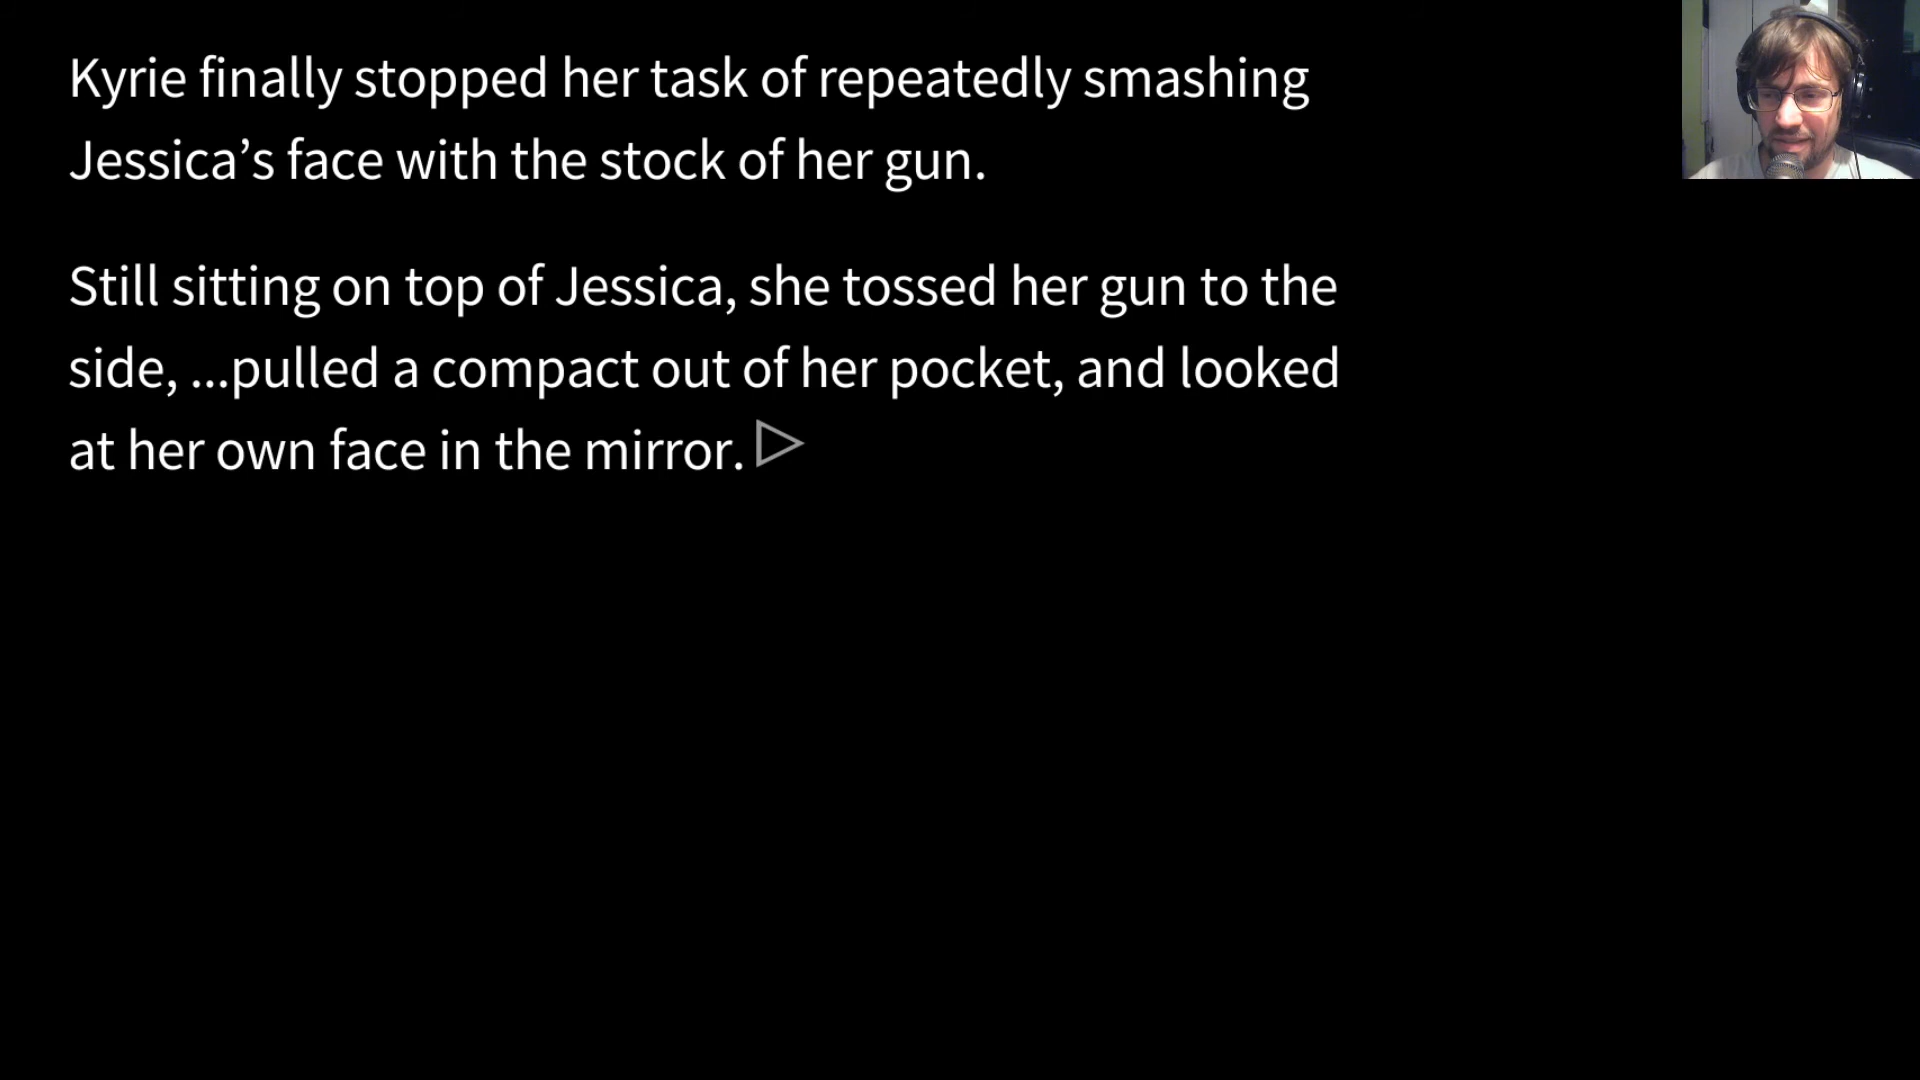 Kyrie finally stopped her task of repeatedly smashing
Jessica’s face with the stock of her gun.
Still sitting on top of Jessica, she tossed her gun to the
side, ...pulled a compact out of her pocket, and looked
at her own face in the mirror.